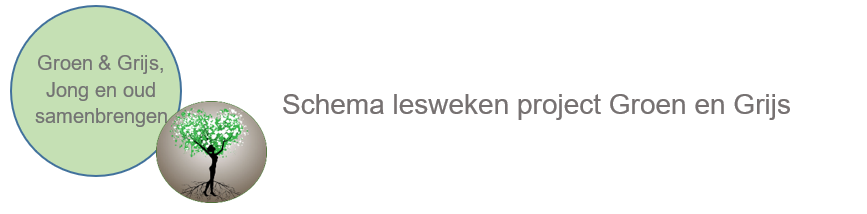 Groen & Grijs,
Jong en oud
samenbrengen
Schema lesweken project Groen en Grijs